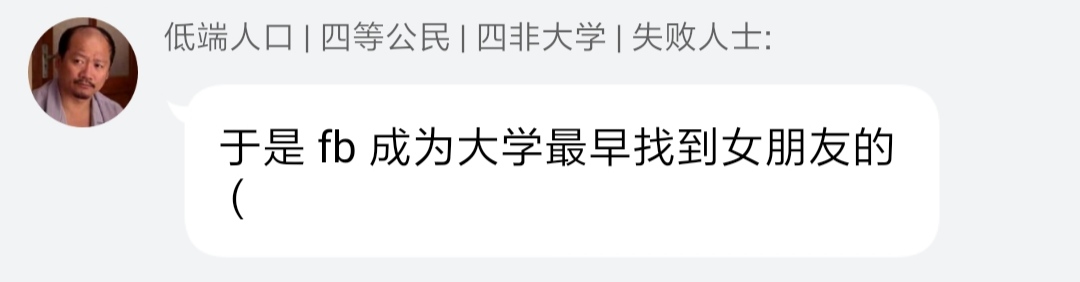 低端人口 | 四等公民 | 四非大学 | 失败人士:
于是 fb 成为大学最早找到女朋友的
（